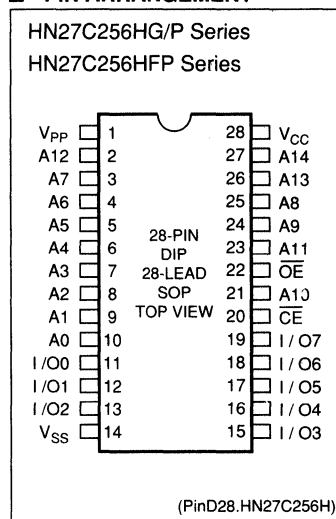 PIN ARRANGEMENT
HN27C256HG/P Series
HN27C256HFP Series
VPP 1 28 VCC
A12 2 27 A14
A7 3 26 A13
A6 4 25 A8
A5 5 24 A9
A4 6 23 A11
A3 7 22 OE
A2 8 21 A10
A1 9 20 CE
A0 10 19 I/O7
I/O0 11 18 I/O6
I/O1 12 17 I/O5
I/O2 13 16 I/O4
VSS 14 15 I/O3
28-PIN
DIP
28-LEAD
SOP
TOP VIEW
(PinD28.HN27C256H)